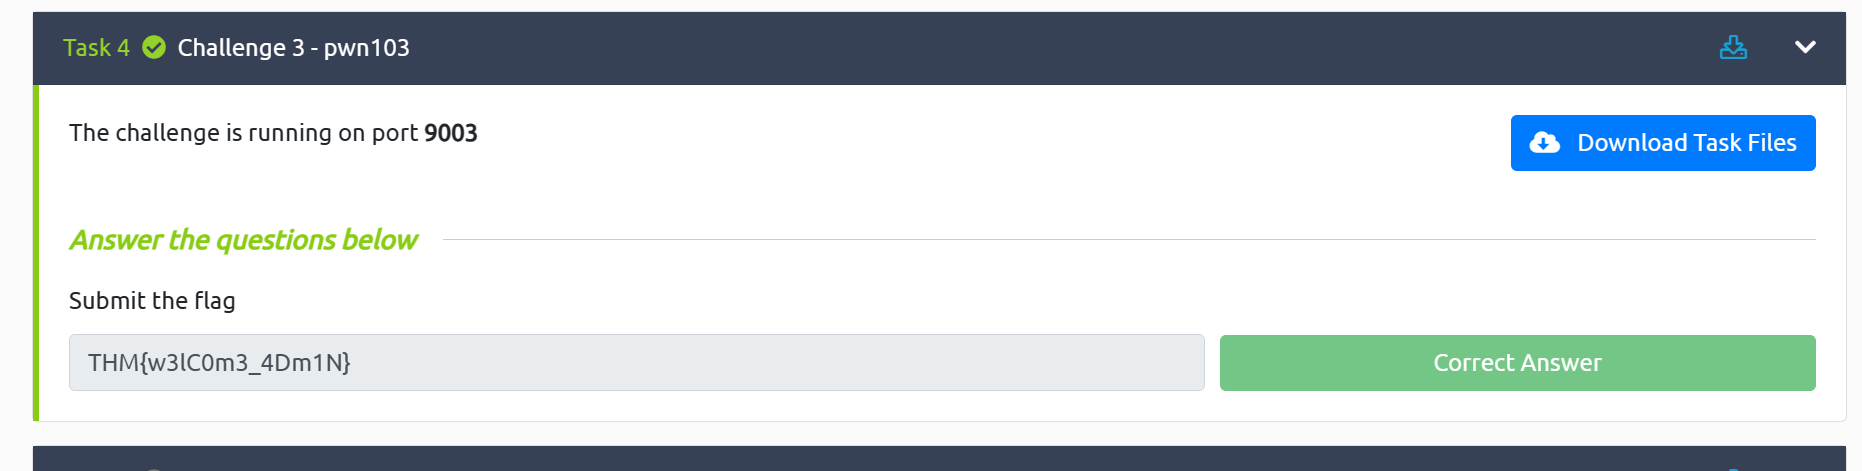 Task 4 Challenge 3 - pwn103
The challenge is running on port 9003
Download Task Files
Answer the questions below
Submit the flag
THM{w3lC0m3_4Dm1N}
Correct Answer